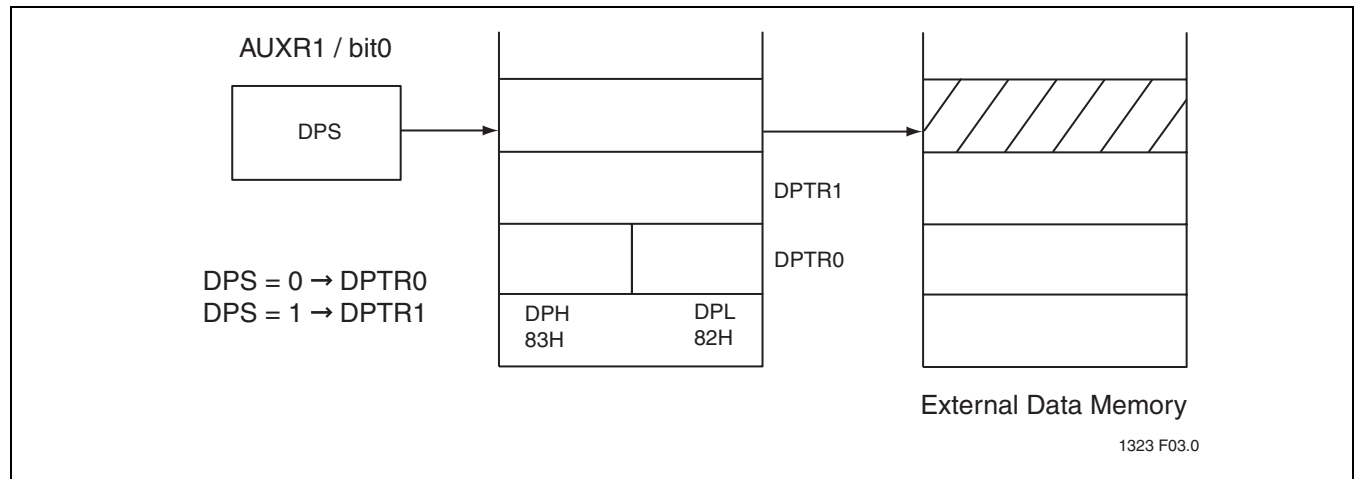 AUXR1 / bit0
DPS
DPTR1
DPTR0
DPS = 0 → DPTR0
DPS = 1 → DPTR1
DPH DPL
83H 82H
External Data Memory
1323 F03.0